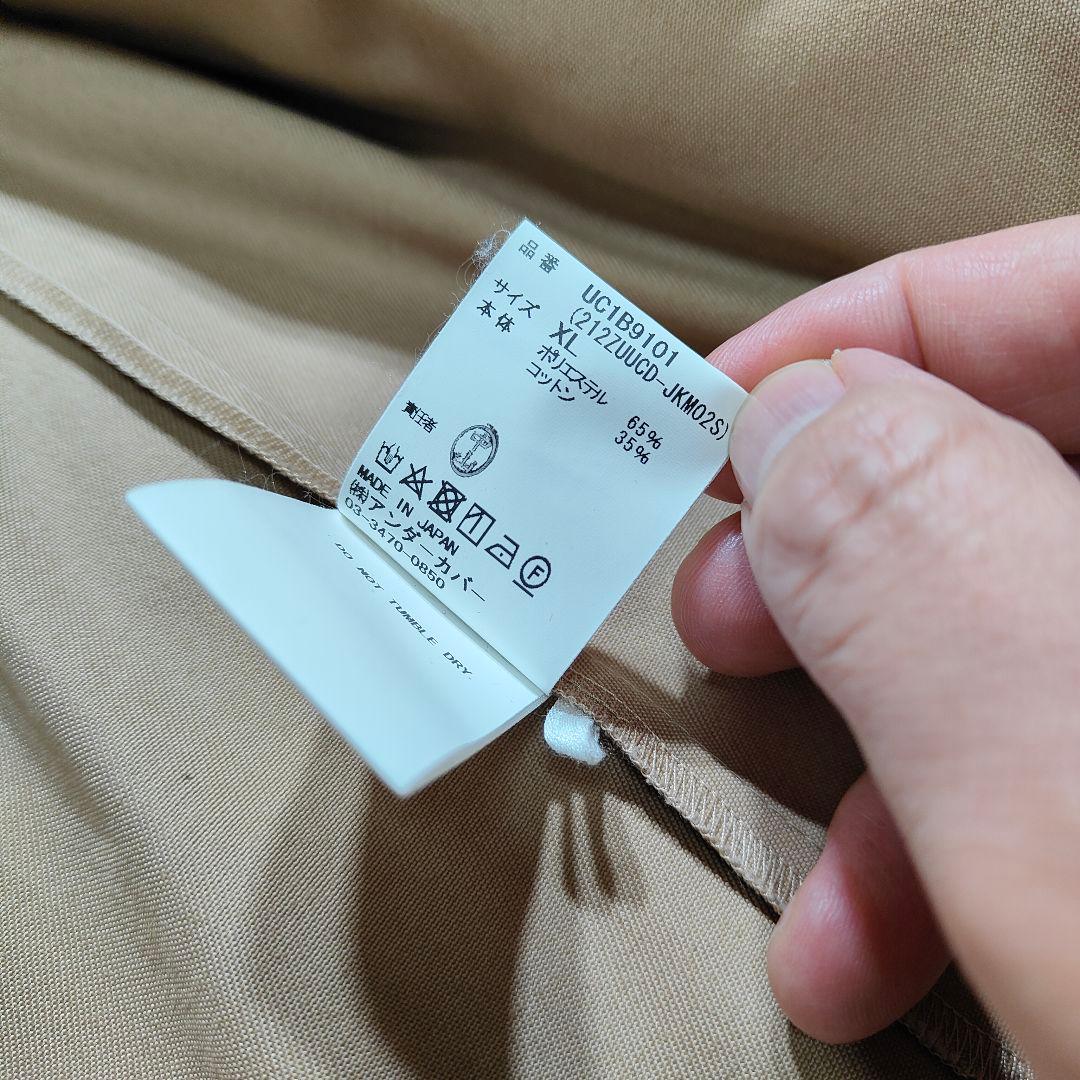 品番 UC1B9101
(212ZUUCD-JKM02S)
サイズ XL
本体 ポリエステル 65%
コットン 35%
責任者
F
MADE IN JAPAN
(株)アンダーカバー
03-3470-0850
DO NOT TUMBLE DRY.